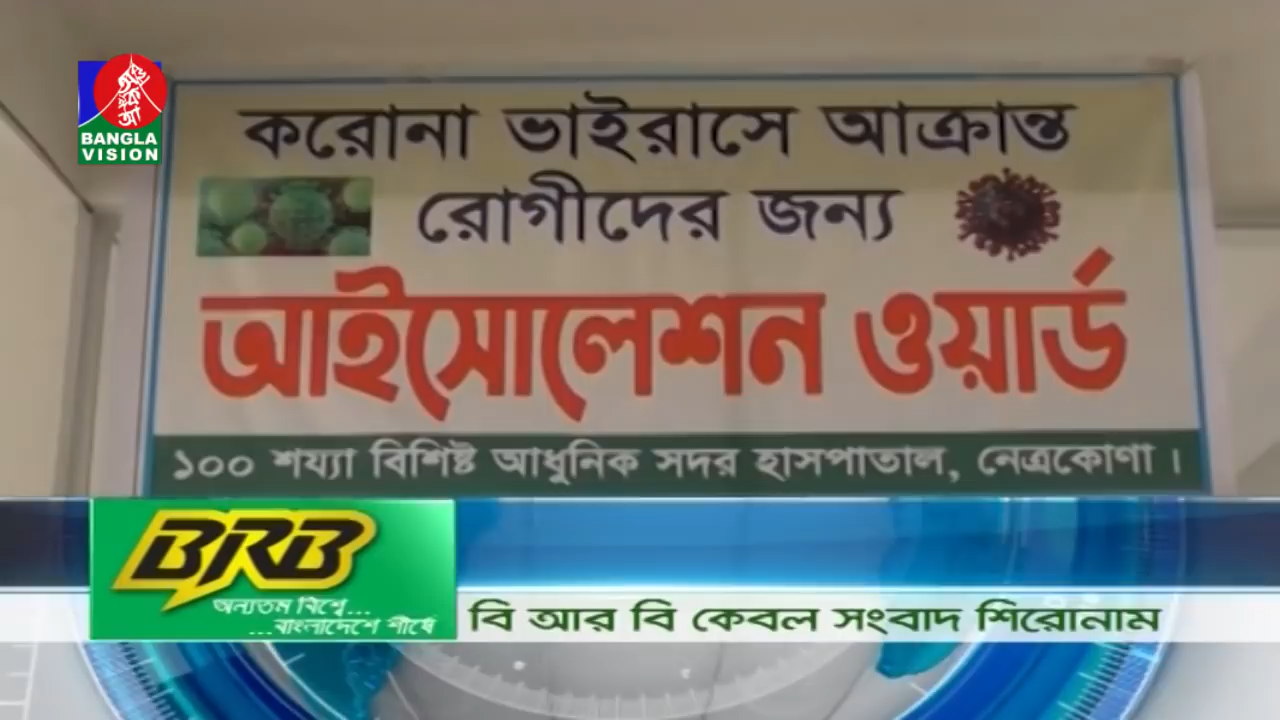 করোনা ভাইরাসে আক্রান্ত
রোগীদের জন্য
আইসোলেশন ওয়ার্ড
১০০ শয্যা বিশিষ্ট আধুনিক সদর হাসপাতাল, নেত্রকোণা।
BANGLA
VISION
BRB
অন্যতম বিশ্বে...
...বাংলাদেশে শীর্ষে
বি আর বি কেবল সংবাদ শিরোনাম